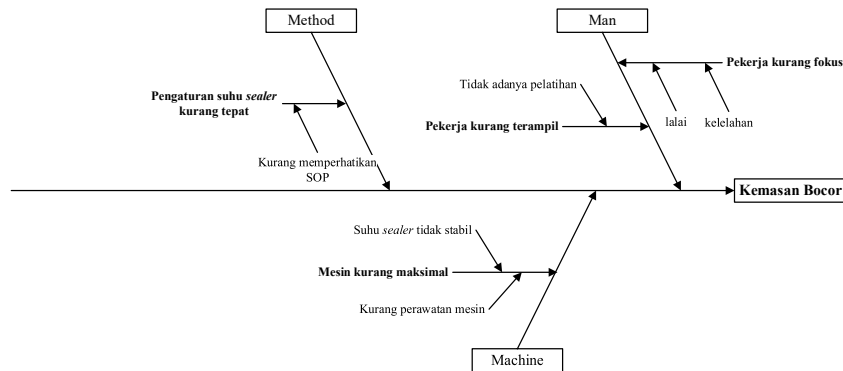 Method
Man
Pekerja kurang fokus
Tidak adanya pelatihan
Pengaturan suhu sealer
kurang tepat
Pekerja kurang terampil
lalai
kelelahan
Kurang memperhatikan
SOP
Kemasan Bocor
Suhu sealer tidak stabil
Mesin kurang maksimal
Kurang perawatan mesin
Machine